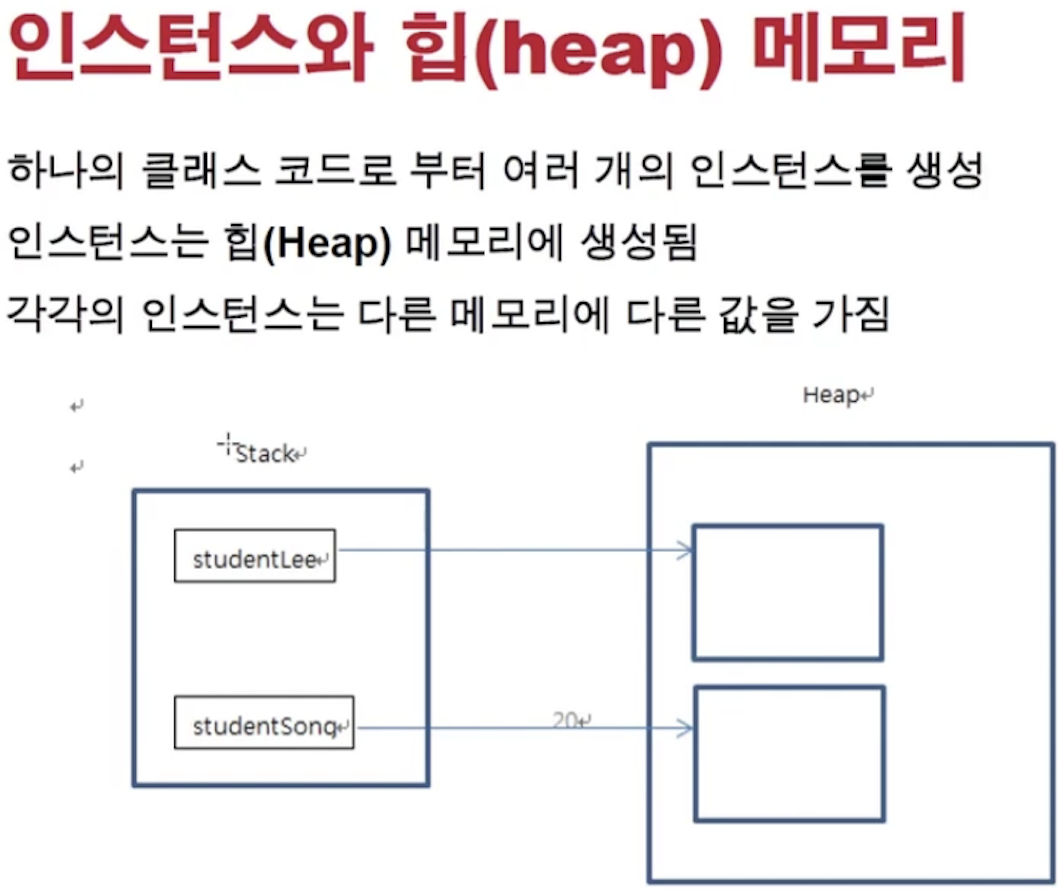 인스턴스와 힙(heap) 메모리
하나의 클래스 코드로 부터 여러 개의 인스턴스를 생성
인스턴스는 힙(Heap) 메모리에 생성됨
각각의 인스턴스는 다른 메모리에 다른 값을 가짐
Heap
Stack
studentLee
studentSong
20